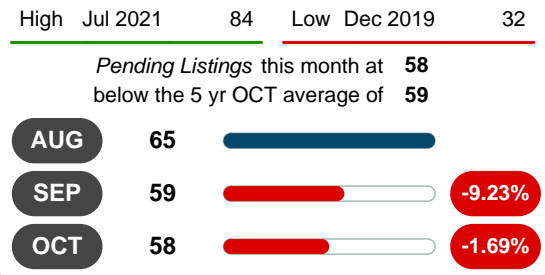 High Jul 2021 84 Low Dec 2019 32
Pending Listings this month at 58
below the 5 yr OCT average of 59
AUG 65
SEP 59 -9.23%
OCT 58 -1.69%